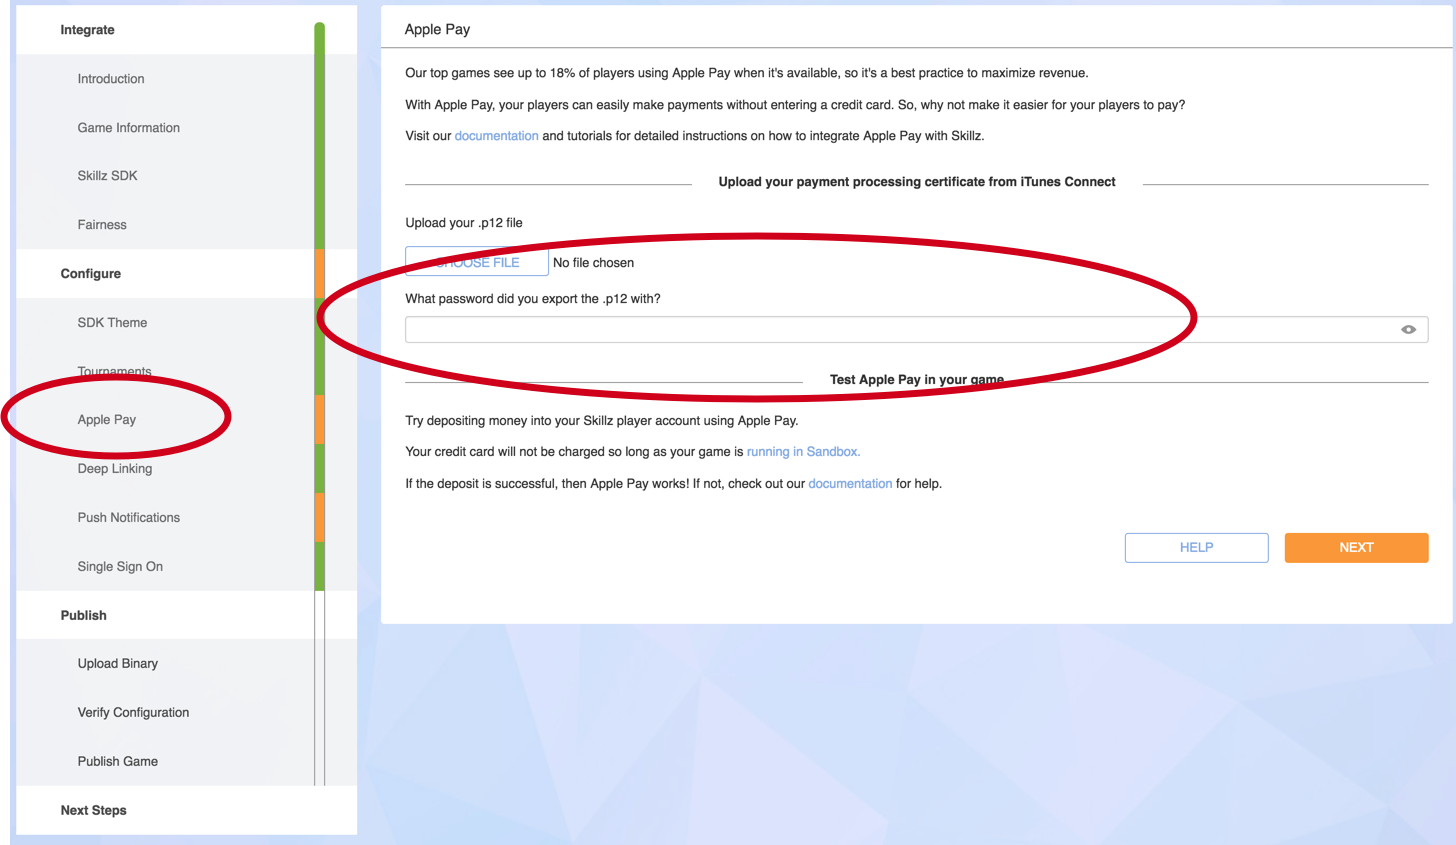 Integrate
Introduction
Game Information
Skillz SDK
Fairness
Configure
SDK Theme
Tournaments
Apple Pay
Deep Linking
Push Notifications
Single Sign On
Publish
Upload Binary
Verify Configuration
Publish Game
Next Steps
Apple Pay
Our top games see up to 18% of players using Apple Pay when it's available, so it's a best practice to maximize revenue.
With Apple Pay, your players can easily make payments without entering a credit card. So, why not make it easier for your players to pay?
Visit our documentation and tutorials for detailed instructions on how to integrate Apple Pay with Skillz.
Upload your payment processing certificate from iTunes Connect
Upload your .p12 file
CHOOSE FILE No file chosen
What password did you export the .p12 with?
Test Apple Pay in your game
Try depositing money into your Skillz player account using Apple Pay.
Your credit card will not be charged so long as your game is running in Sandbox.
If the deposit is successful, then Apple Pay works! If not, check out our documentation for help.
HELP NEXT